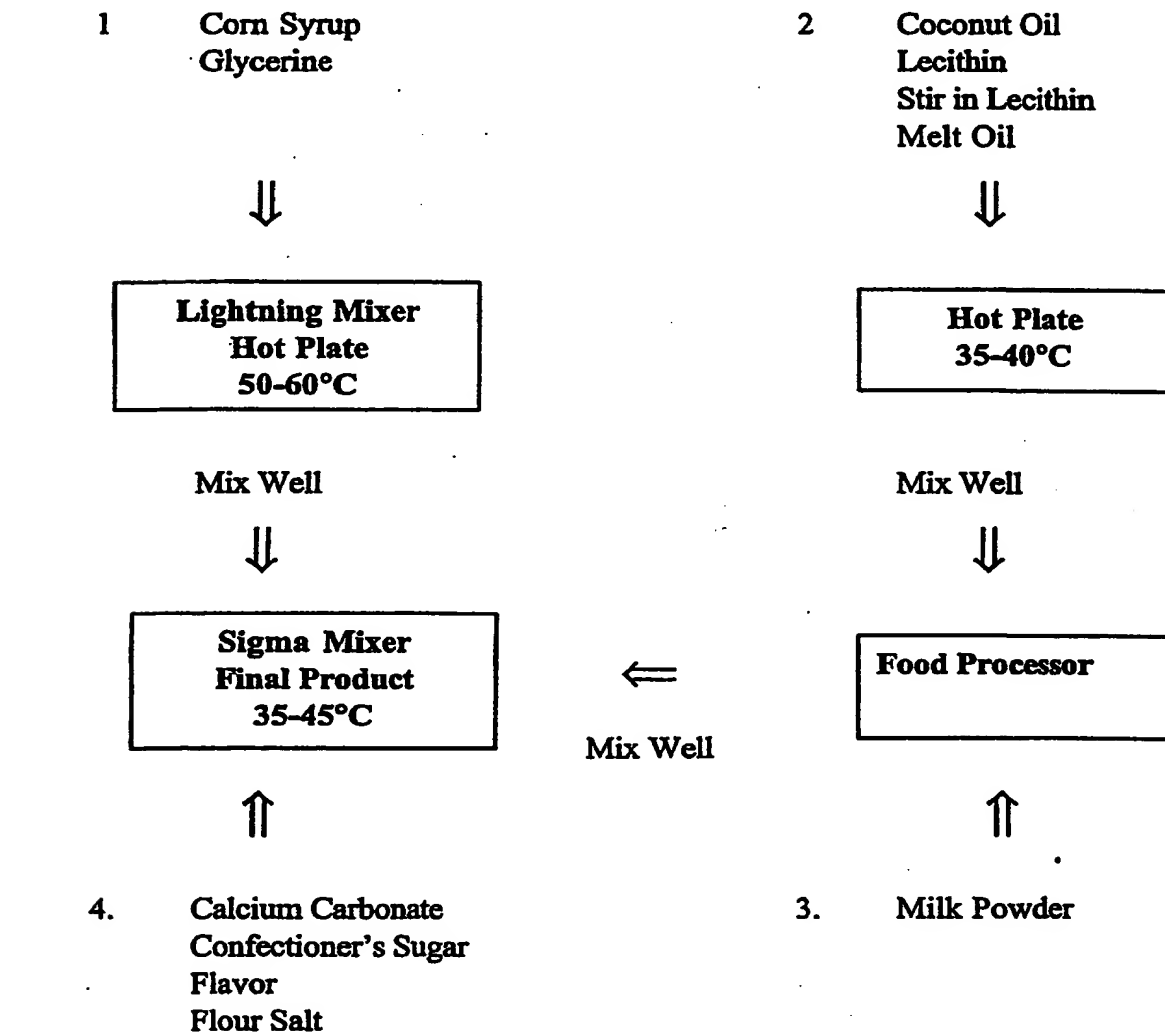 1 Corn Syrup
Glycerine
2 Coconut Oil
Lecithin
Stir in Lecithin
Melt Oil
Lightning Mixer
Hot Plate
50-60°C
Hot Plate
35-40°C
Mix Well
Mix Well
Sigma Mixer
Final Product
35-45°C
Food Processor
Mix Well
4. Calcium Carbonate
Confectioner's Sugar
Flavor
Flour Salt
3. Milk Powder